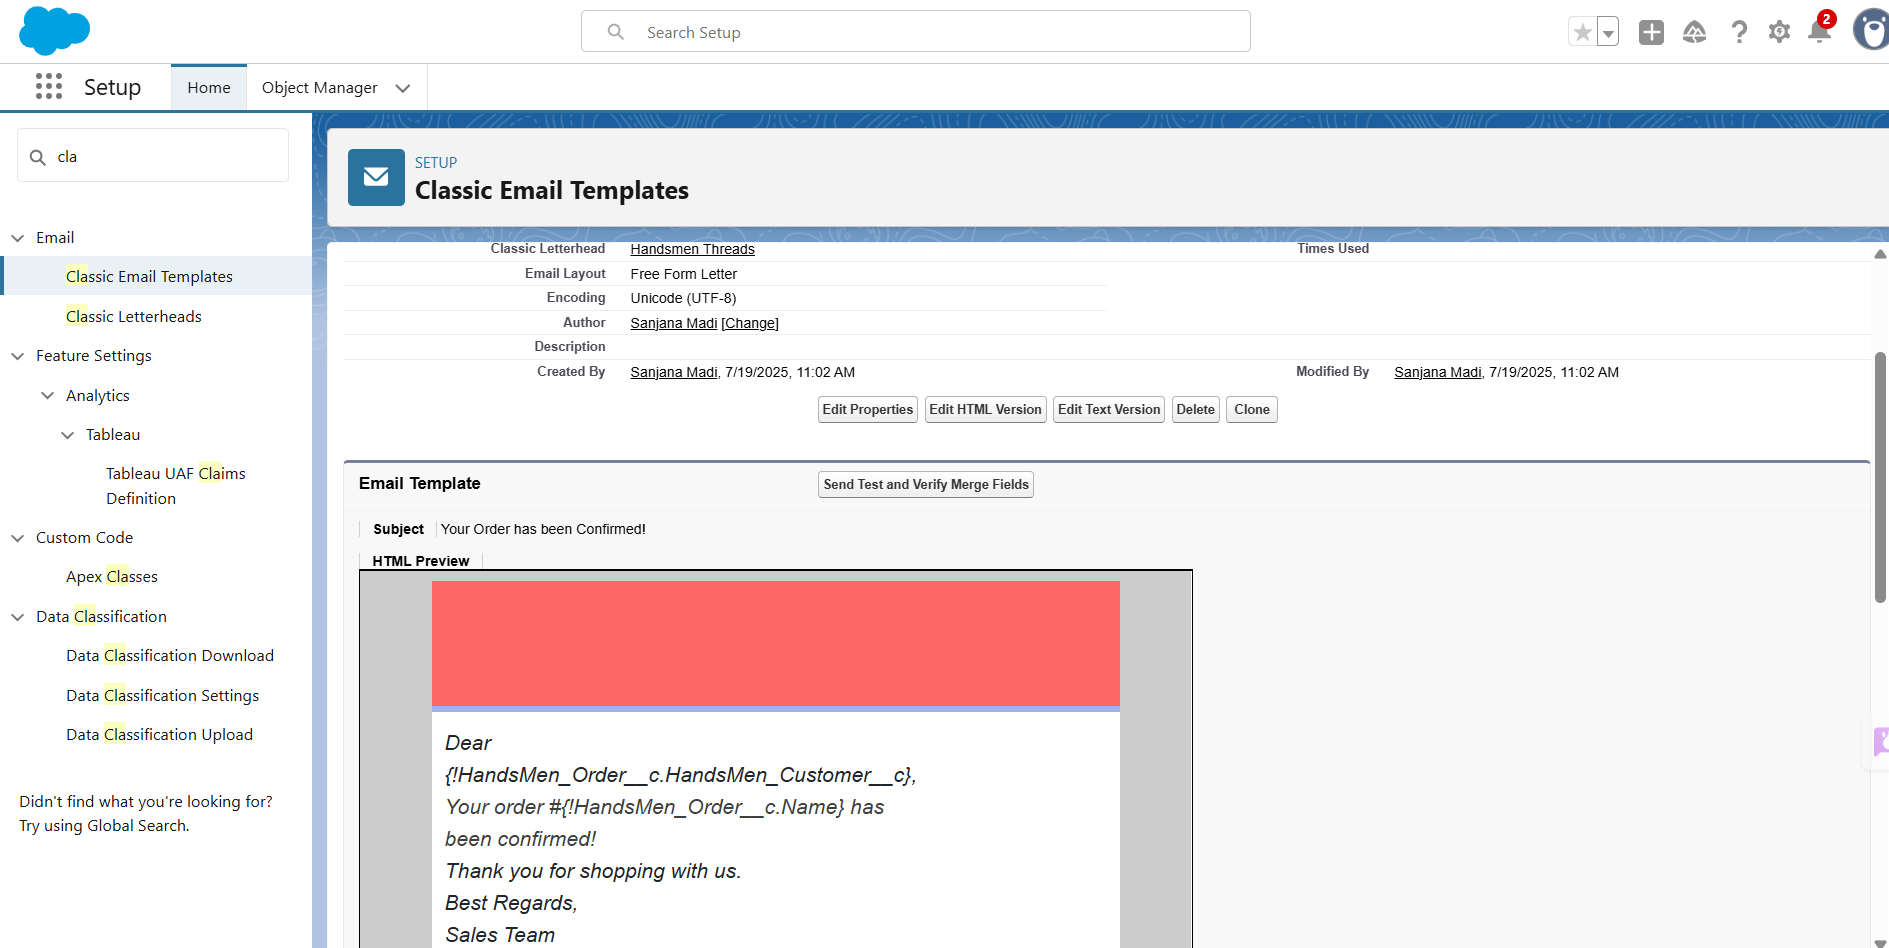 Search Setup
2
Setup
Home
Object Manager
cla
Email
Classic Email Templates
Classic Letterheads
Feature Settings
Analytics
Tableau
Tableau UAF Claims
Definition
Custom Code
Apex Classes
Data Classification
Data Classification Download
Data Classification Settings
Data Classification Upload
Didn't find what you're looking for?
Try using Global Search.
SETUP
Classic Email Templates
Classic Letterhead Handsmen Threads Times Used
Email Layout Free Form Letter
Encoding Unicode (UTF-8)
Author Sanjana Madi [Change]
Description
Created By Sanjana Madi, 7/19/2025, 11:02 AM Modified By Sanjana Madi, 7/19/2025, 11:02 AM
Edit Properties Edit HTML Version Edit Text Version Delete Clone
Email Template Send Test and Verify Merge Fields
Subject Your Order has been Confirmed!
HTML Preview
Dear
{!HandsMen_Order__c.HandsMen_Customer__c},
Your order #{!HandsMen_Order__c.Name} has
been confirmed!
Thank you for shopping with us.
Best Regards,
Sales Team